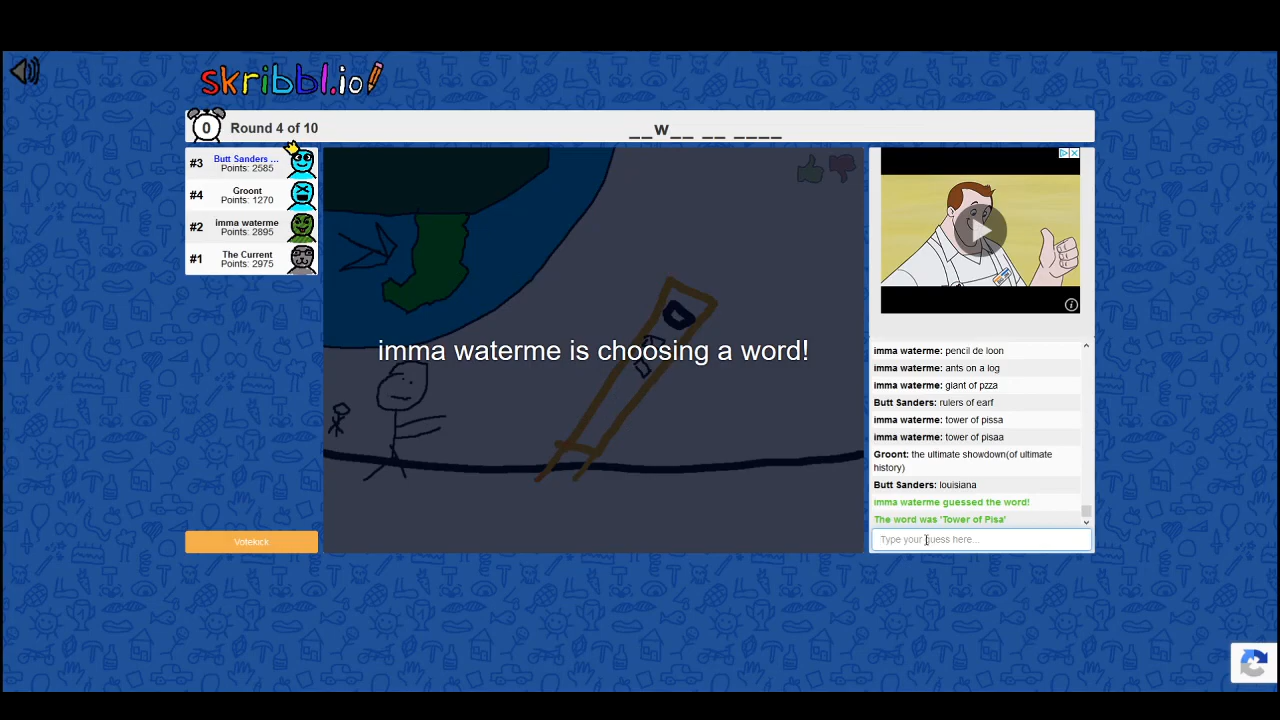 skribbl.io
0
Round 4 of 10
__W__ __ ____
#3
Butt Sanders ...
Points: 2585
#4
Groont
Points: 1270
#2
imma waterme
Points: 2895
#1
The Current
Points: 2975
imma waterme is choosing a word!
imma waterme: pencil de loon
imma waterme: ants on a log
imma waterme: giant of pzza
Butt Sanders: rulers of earf
imma waterme: tower of pissa
imma waterme: tower of pisaa
Groont: the ultimate showdown(of ultimate
history)
Butt Sanders: louisiana
imma waterme guessed the word!
The word was 'Tower of Pisa'
Type your guess here...
Votekick